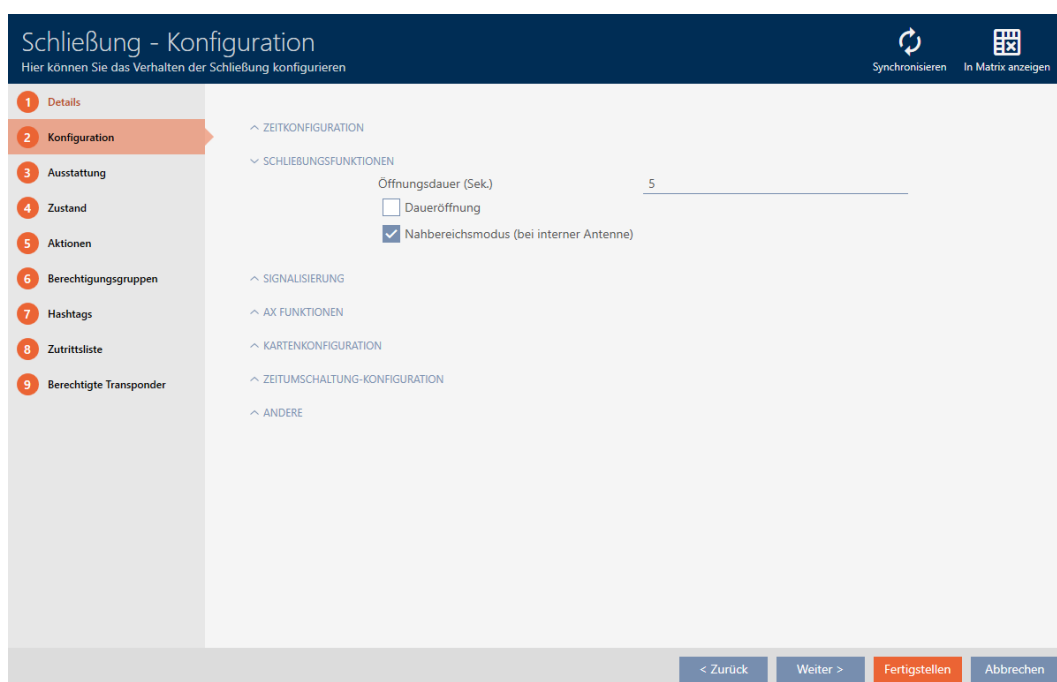 Schließung - Konfiguration
Hier können Sie das Verhalten der Schließung konfigurieren
Synchronisieren
In Matrix anzeigen
1 Details
2 Konfiguration
3 Ausstattung
4 Zustand
5 Aktionen
6 Berechtigungsgruppen
7 Hashtags
8 Zutrittsliste
9 Berechtigte Transponder
ZEITKONFIGURATION
SCHLIEßUNGSFUNKTIONEN
Öffnungsdauer (Sek.) 5
Daueröffnung
Nahbereichsmodus (bei interner Antenne)
SIGNALISIERUNG
AX FUNKTIONEN
KARTENKONFIGURATION
ZEITUMSCHALTUNG-KONFIGURATION
ANDERE
< Zurück
Weiter >
Fertigstellen
Abbrechen